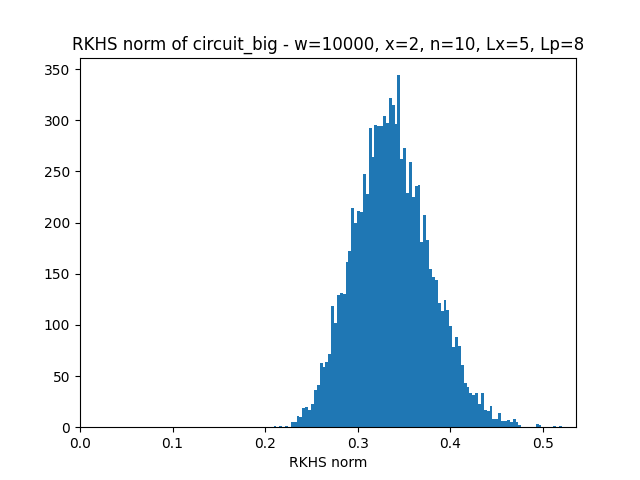 RKHS norm of circuit_big - w=10000, x=2, n=10, Lx=5, Lp=8
350
300
250
200
150
100
50
0
0.0 0.1 0.2 0.3 0.4 0.5
RKHS norm